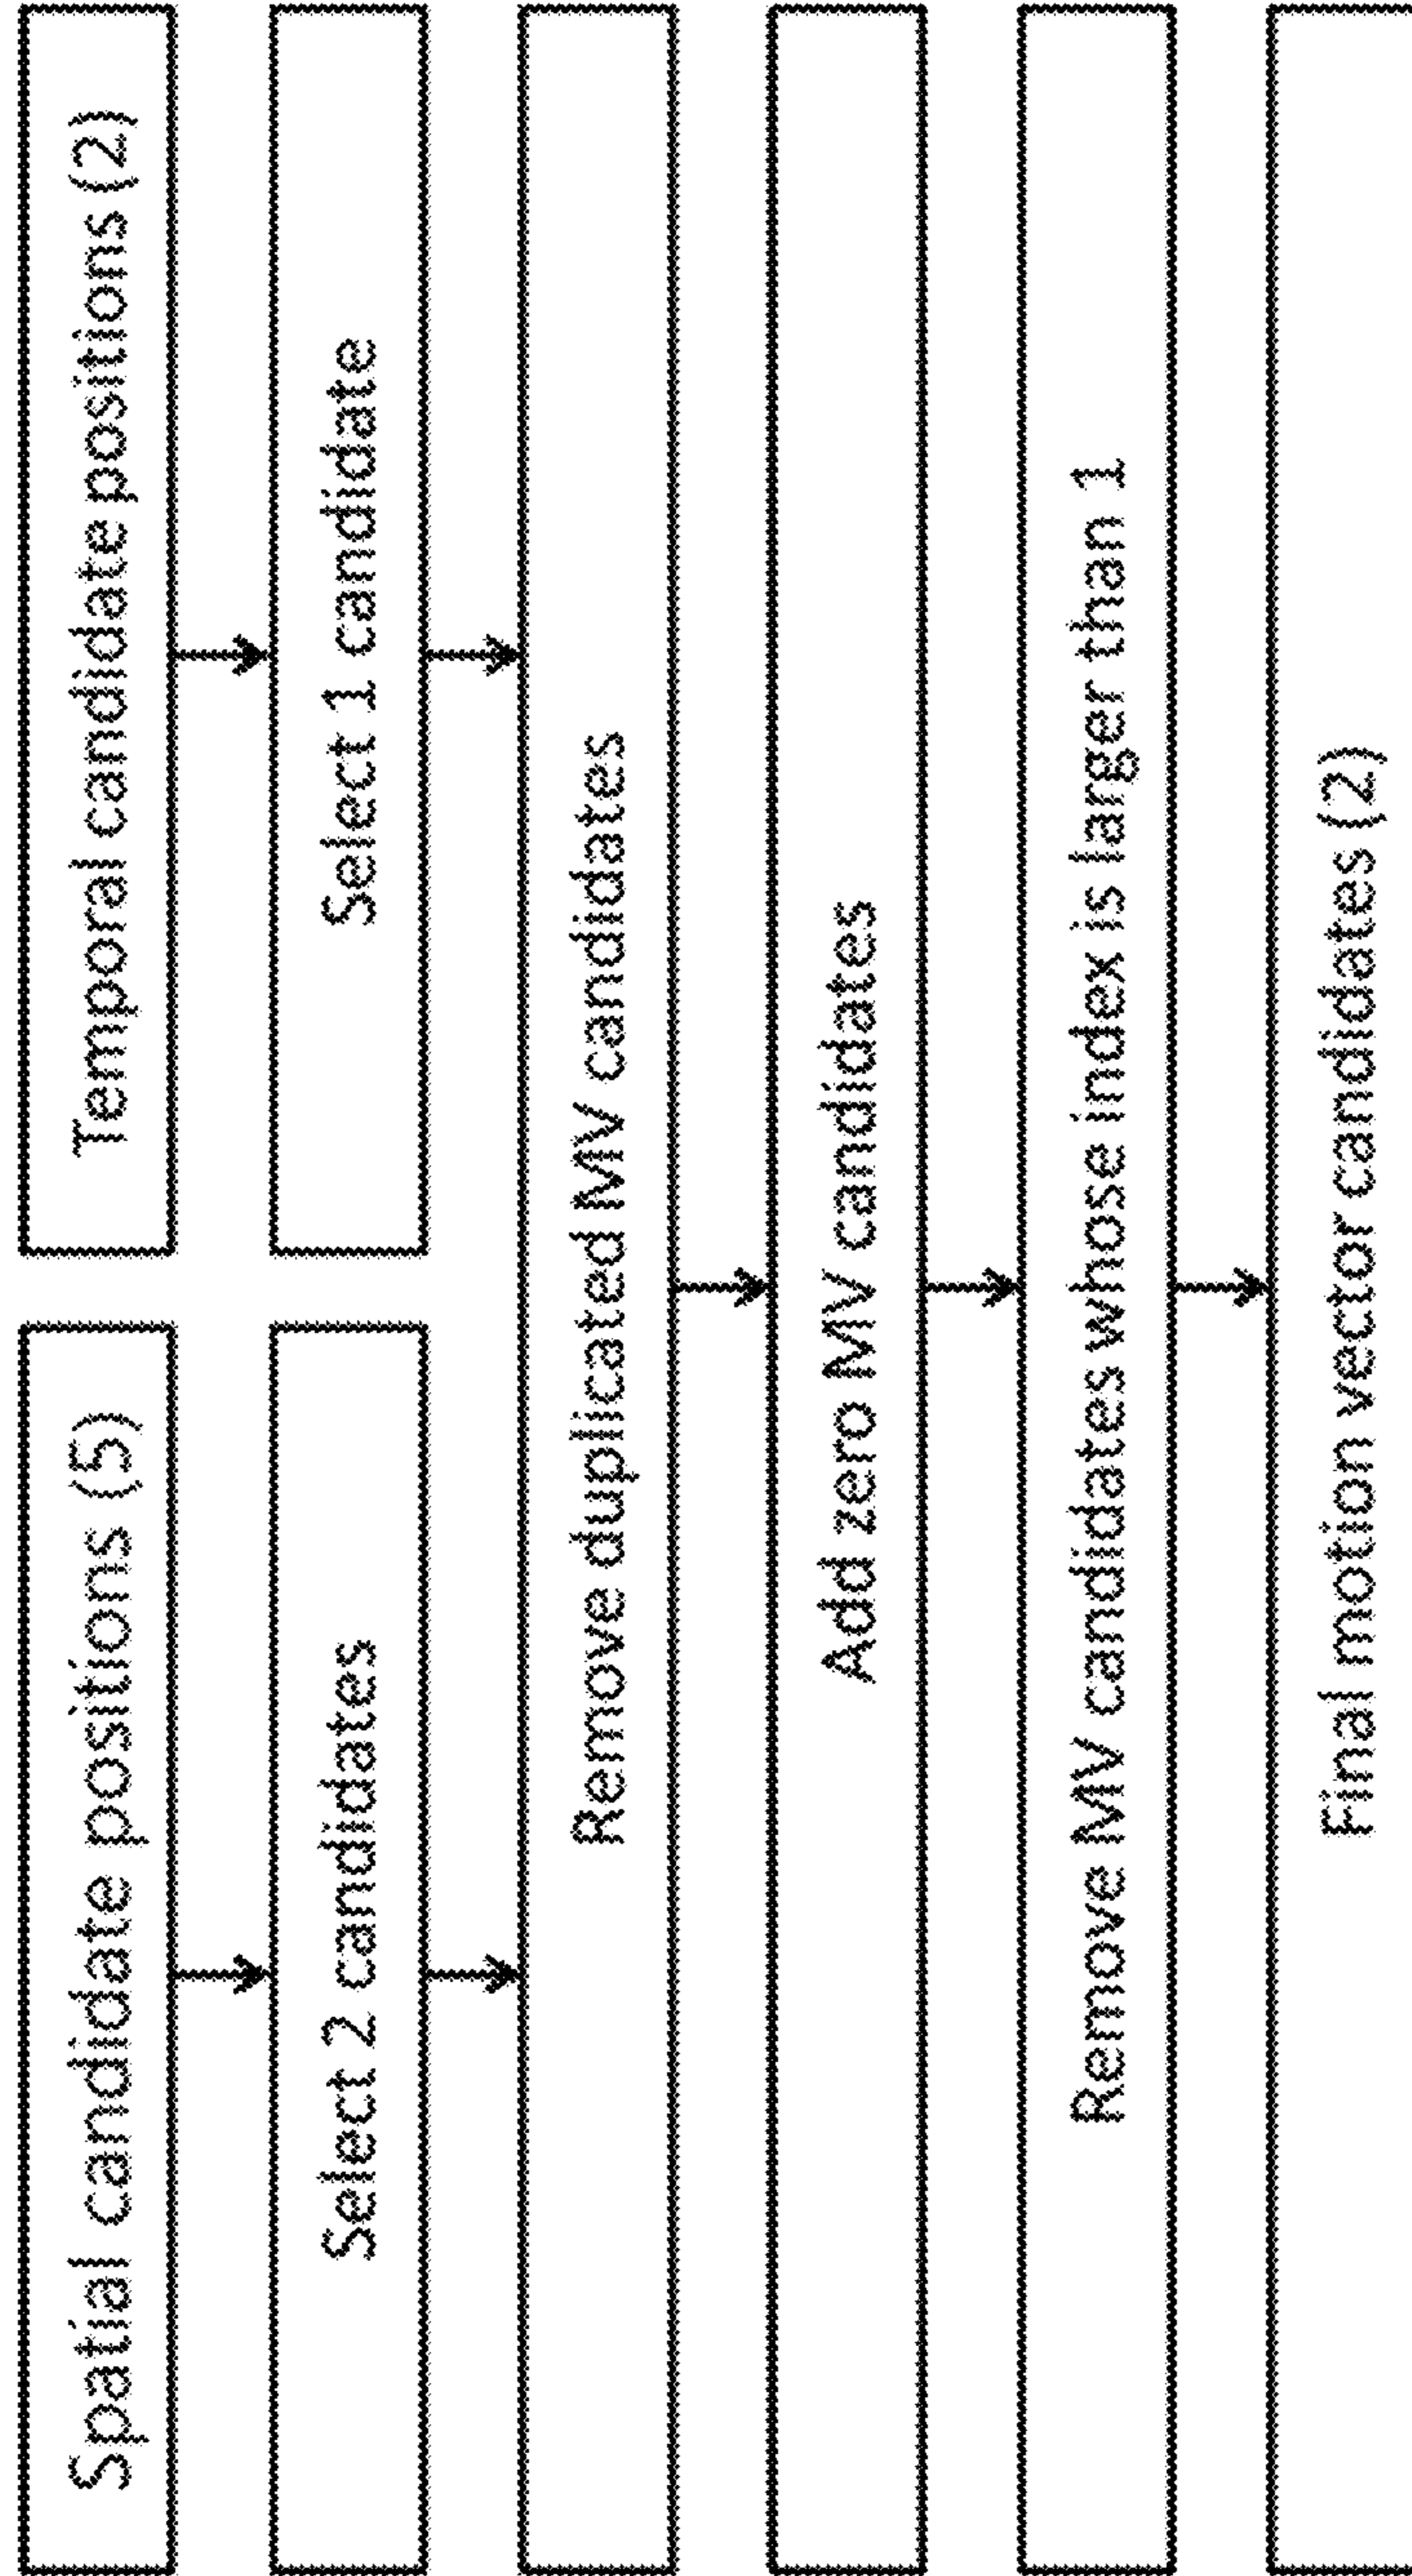 Spatial candidate positions (5)
Temporal candidate positions (2)
Select 2 candidates
Select 1 candidate
Remove duplicated MV candidates
Add zero MV candidates
Remove MV candidates whose index is larger than 1
Final motion vector candidates (2)